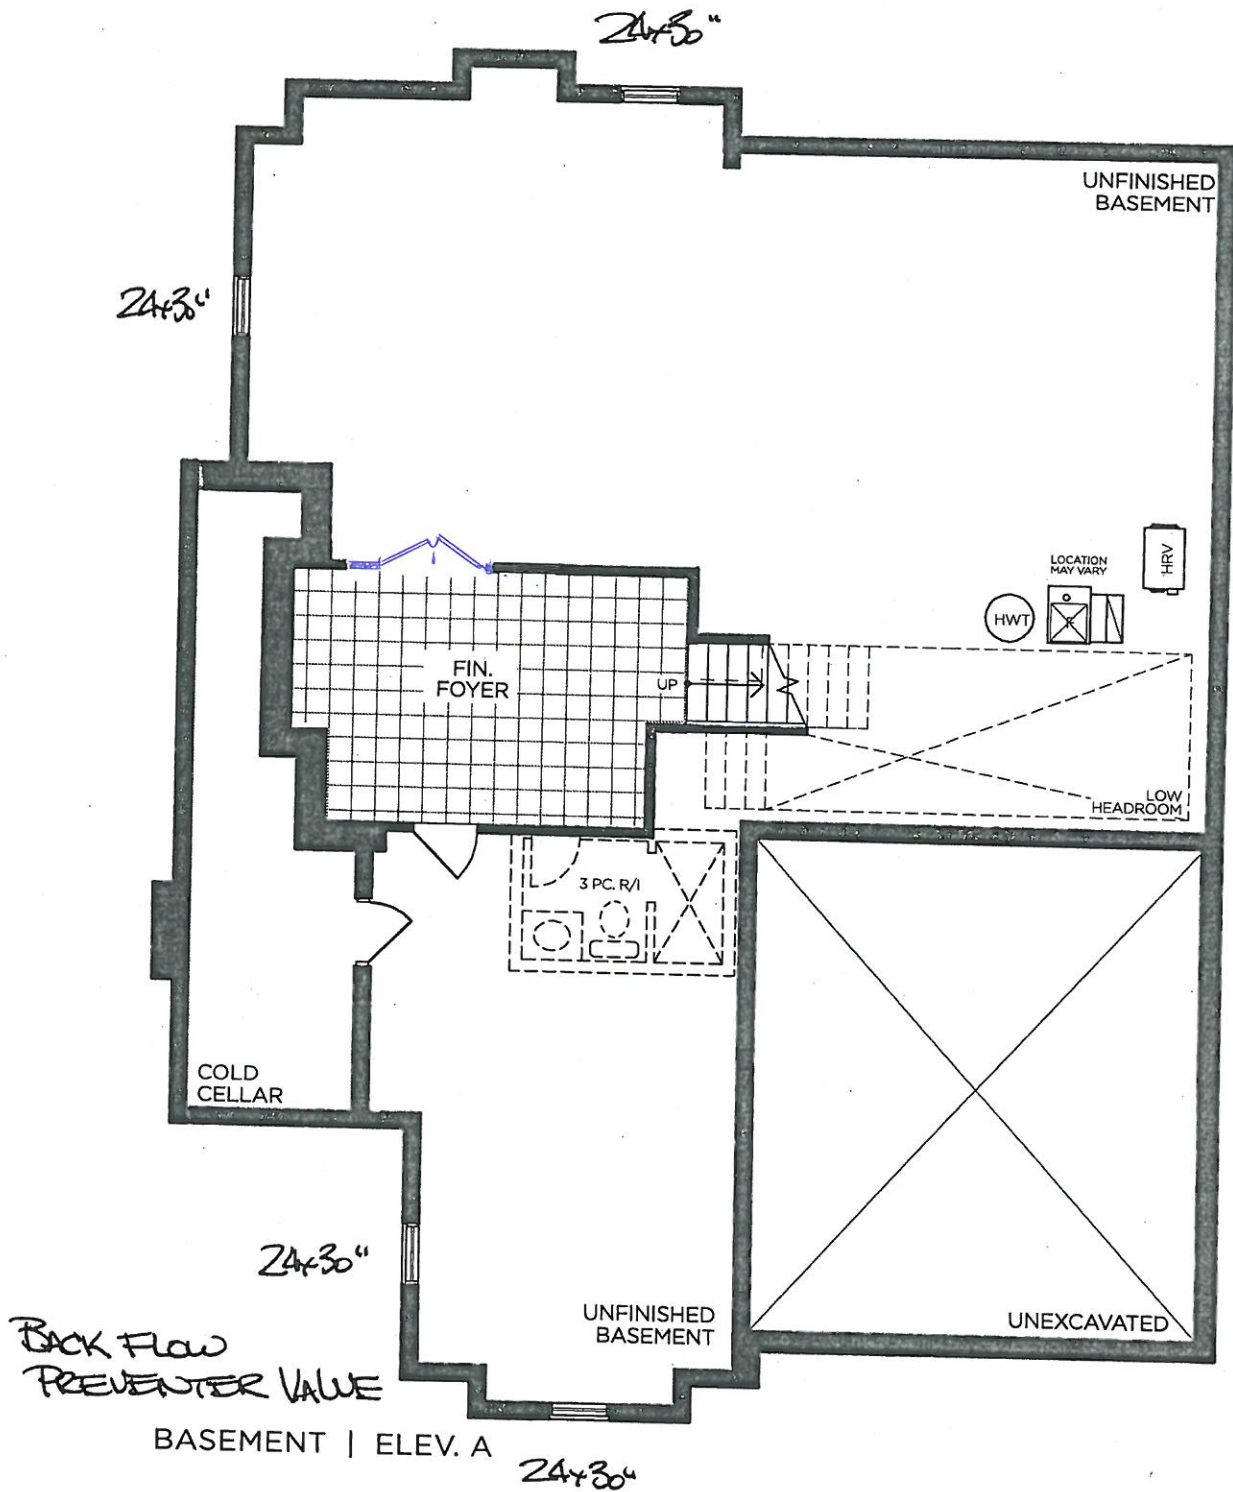 24x30"
UNFINISHED
BASEMENT
24x30"
LOCATION
MAY VARY
HRV
HWT
F
FIN.
FOYER
UP
LOW
HEADROOM
3 PC. R/I
COLD
CELLAR
24x30"
UNFINISHED
BASEMENT
UNEXCAVATED
BACK FLOW
PREVENTER VALVE
BASEMENT | ELEV. A
24x30"